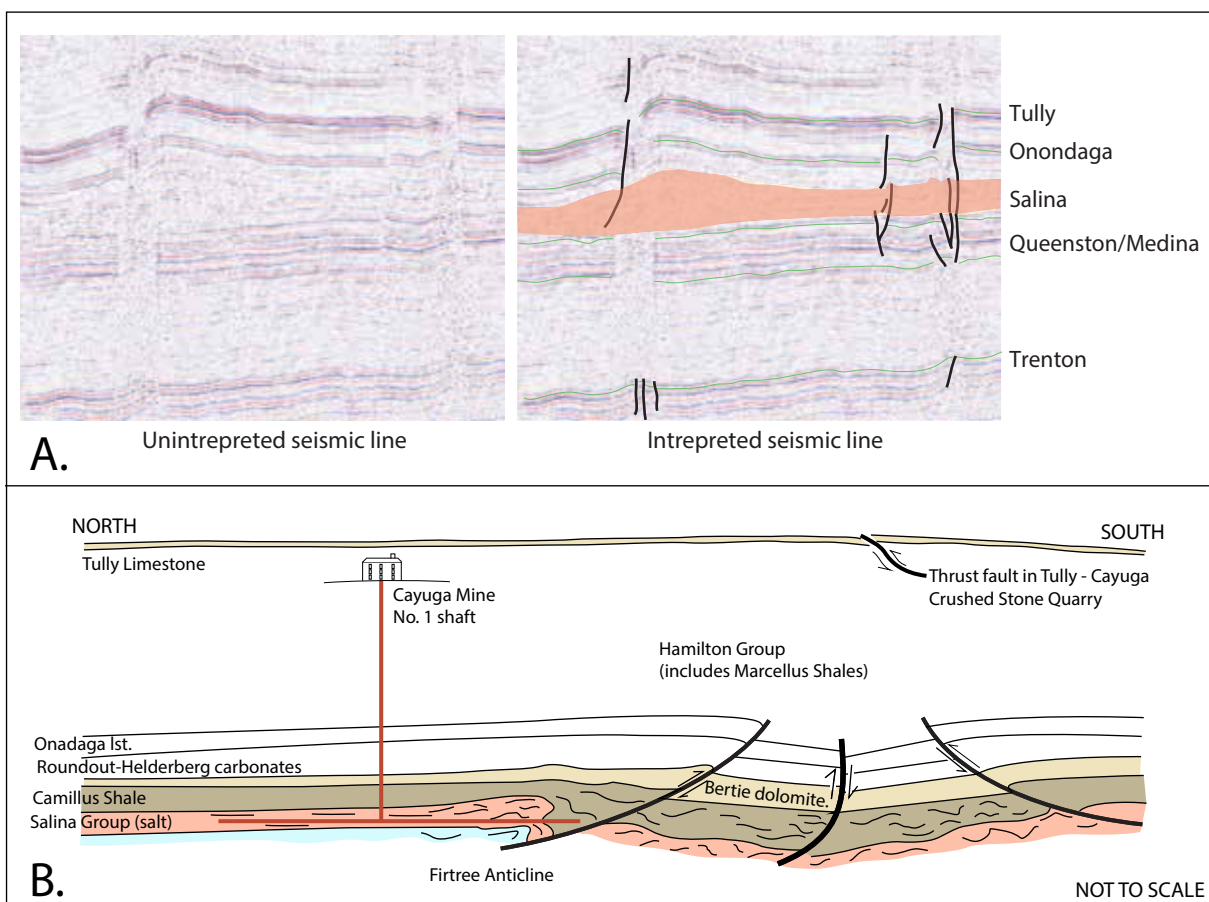 Tully
Onondaga
Salina
Queenston/Medina
Trenton
Unintrepreted seismic line
Intrepreted seismic line
A.
NORTH
SOUTH
Tully Limestone
Cayuga Mine
No. 1 shaft
Thrust fault in Tully - Cayuga
Crushed Stone Quarry
Hamilton Group
(includes Marcellus Shales)
Onadaga lst.
Roundout-Helderberg carbonates
Camillus Shale
Bertie dolomite.
Salina Group (salt)
Firtree Anticline
B.
NOT TO SCALE